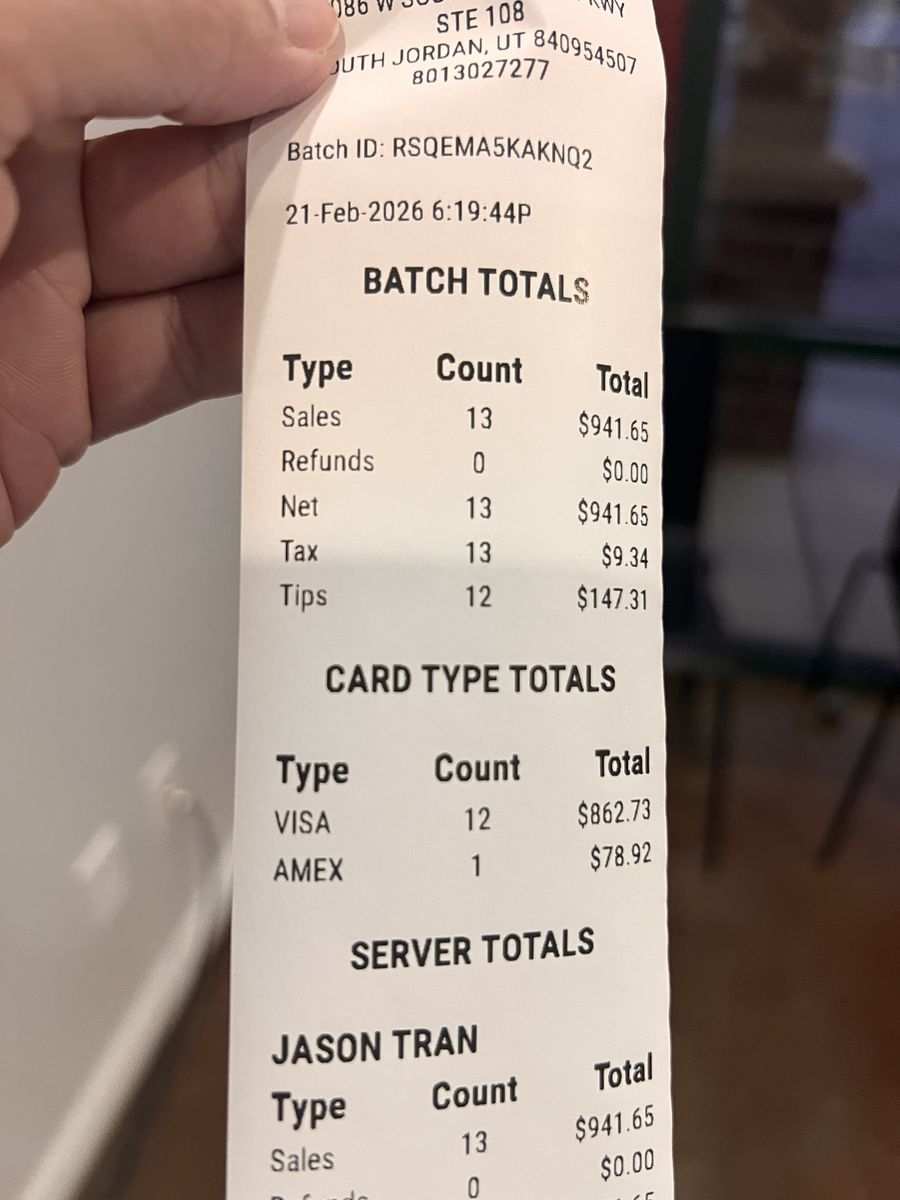 STE 108
JORDAN, UT 840954507
8013027277
Batch ID: RSQEMA5KAKNQ2
21-Feb-2026 6:19:44P
BATCH TOTALS
Type Count Total
Sales 13 $941.65
Refunds 0 $0.00
Net 13 $941.65
Tax 13 $9.34
Tips 12 $147.31
CARD TYPE TOTALS
Type Count Total
VISA 12 $862.73
AMEX 1 $78.92
SERVER TOTALS
JASON TRAN
Type Count Total
Sales 13 $941.65
0 $0.00